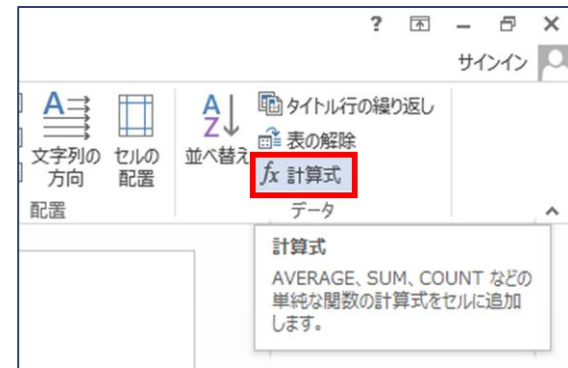 ?
サインイン
文字列の
方向
セルの
配置
並べ替え
タイトル行の繰り返し
表の解除
fx 計算式
配置
データ
計算式
AVERAGE、SUM、COUNT などの
単純な関数の計算式をセルに追加
します。